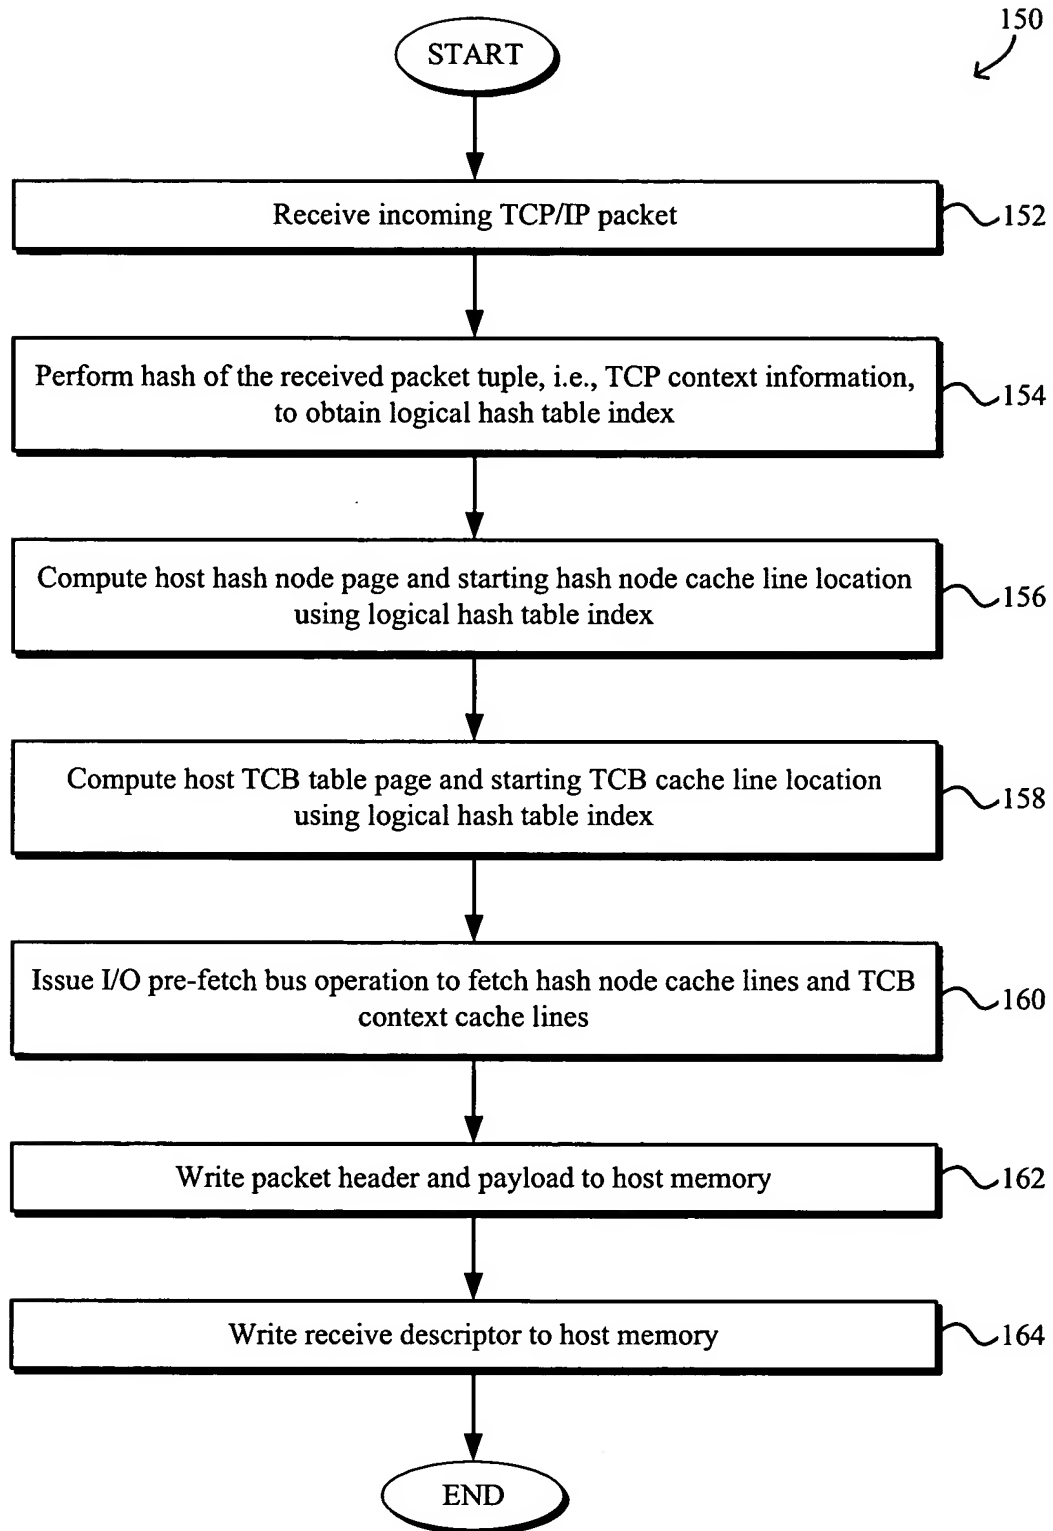 150
START
Receive incoming TCP/IP packet
152
Perform hash of the received packet tuple, i.e., TCP context information,
to obtain logical hash table index
154
Compute host hash node page and starting hash node cache line location
using logical hash table index
156
Compute host TCB table page and starting TCB cache line location
using logical hash table index
158
Issue I/O pre-fetch bus operation to fetch hash node cache lines and TCB
context cache lines
160
Write packet header and payload to host memory
162
Write receive descriptor to host memory
164
END